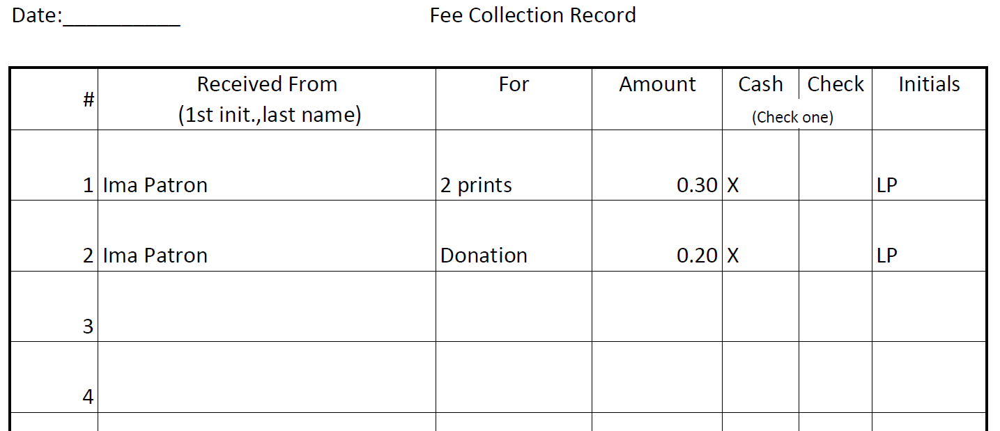 Date:__________ Fee Collection Record
# Received From (1st init.,last name) For Amount Cash Check (Check one) Initials
1 Ima Patron 2 prints 0.30 X LP
2 Ima Patron Donation 0.20 X LP
3
4